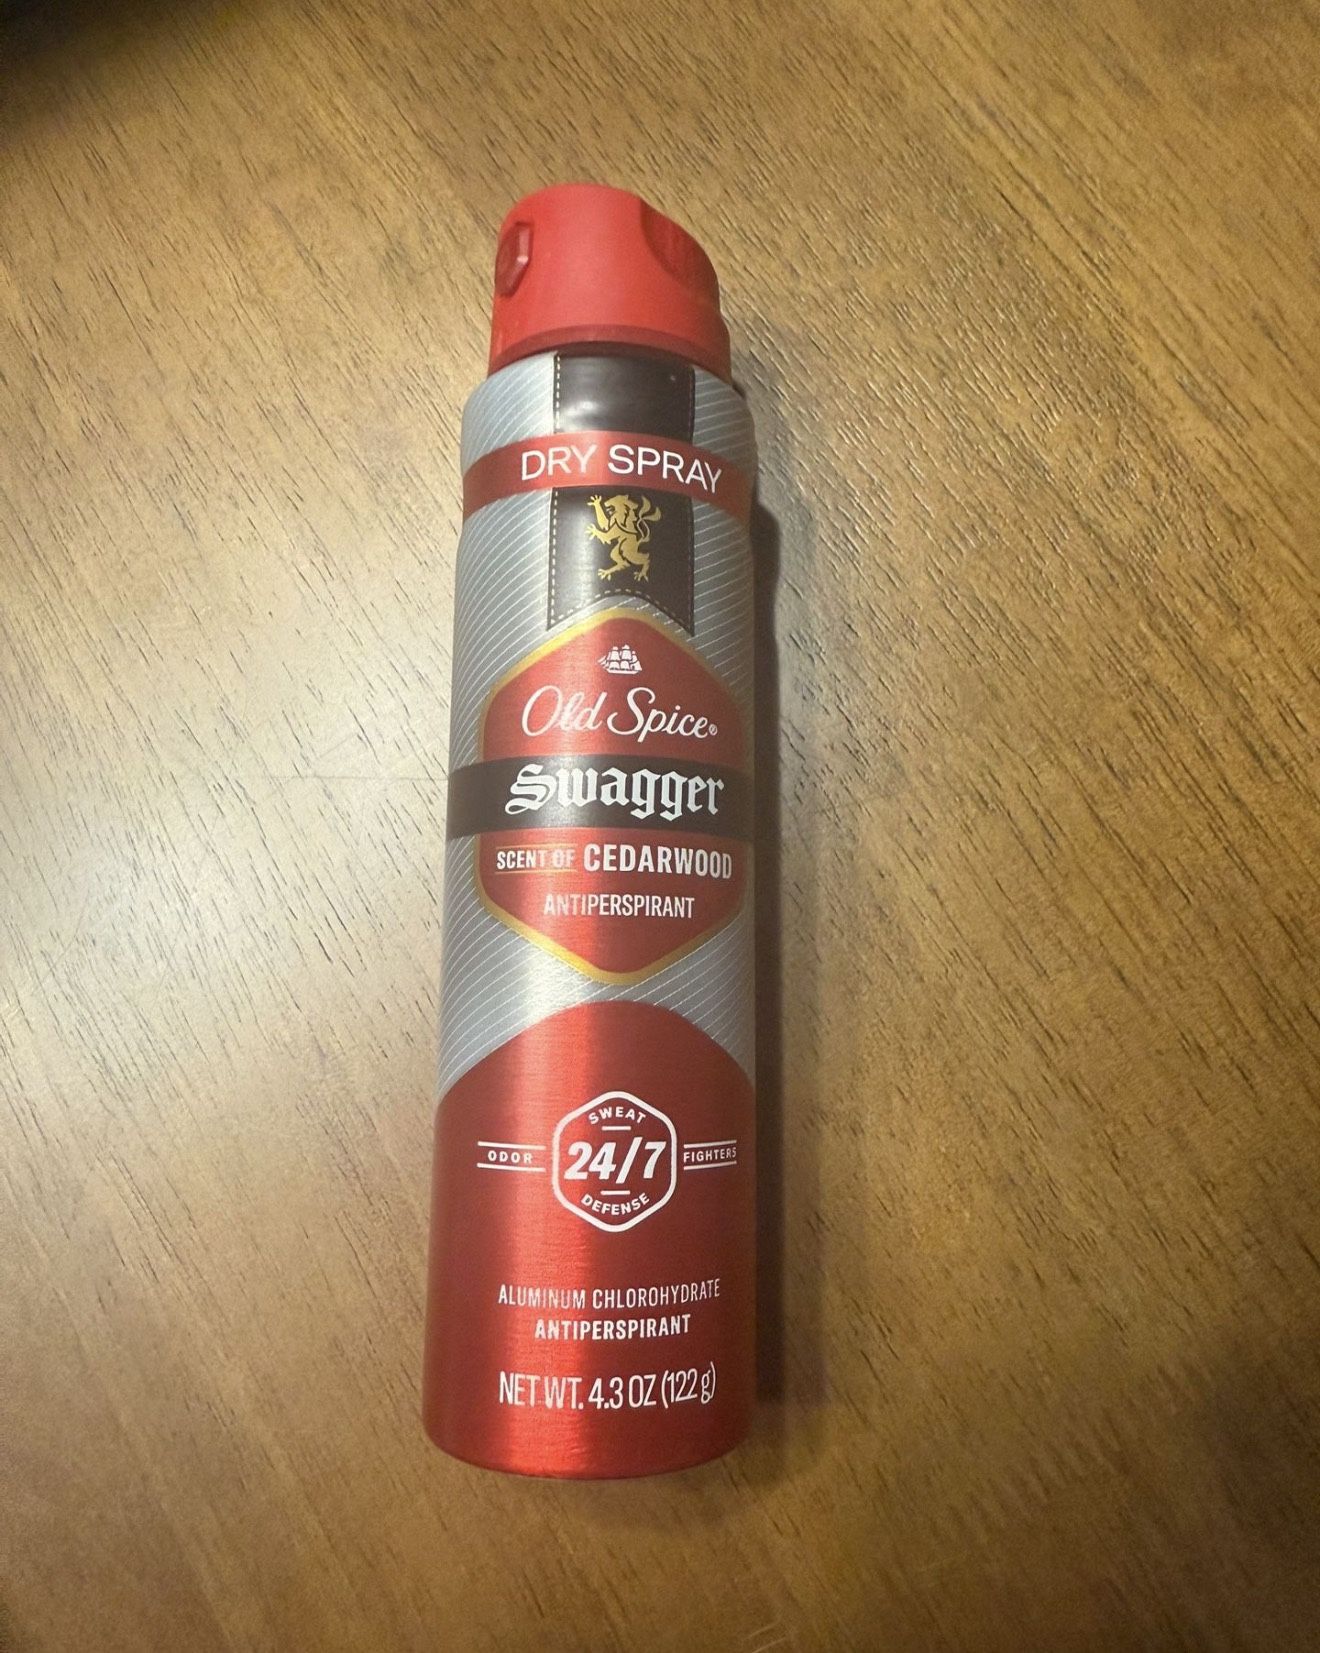 DRY SPRAY
Old Spice®
Swagger
SCENT OF CEDARWOOD
ANTIPERSPIRANT
SWEAT
ODOR 24/7 FIGHTERS
DEFENSE
ALUMINUM CHLOROHYDRATE
ANTIPERSPIRANT
NET WT. 4.3 OZ (122 g)